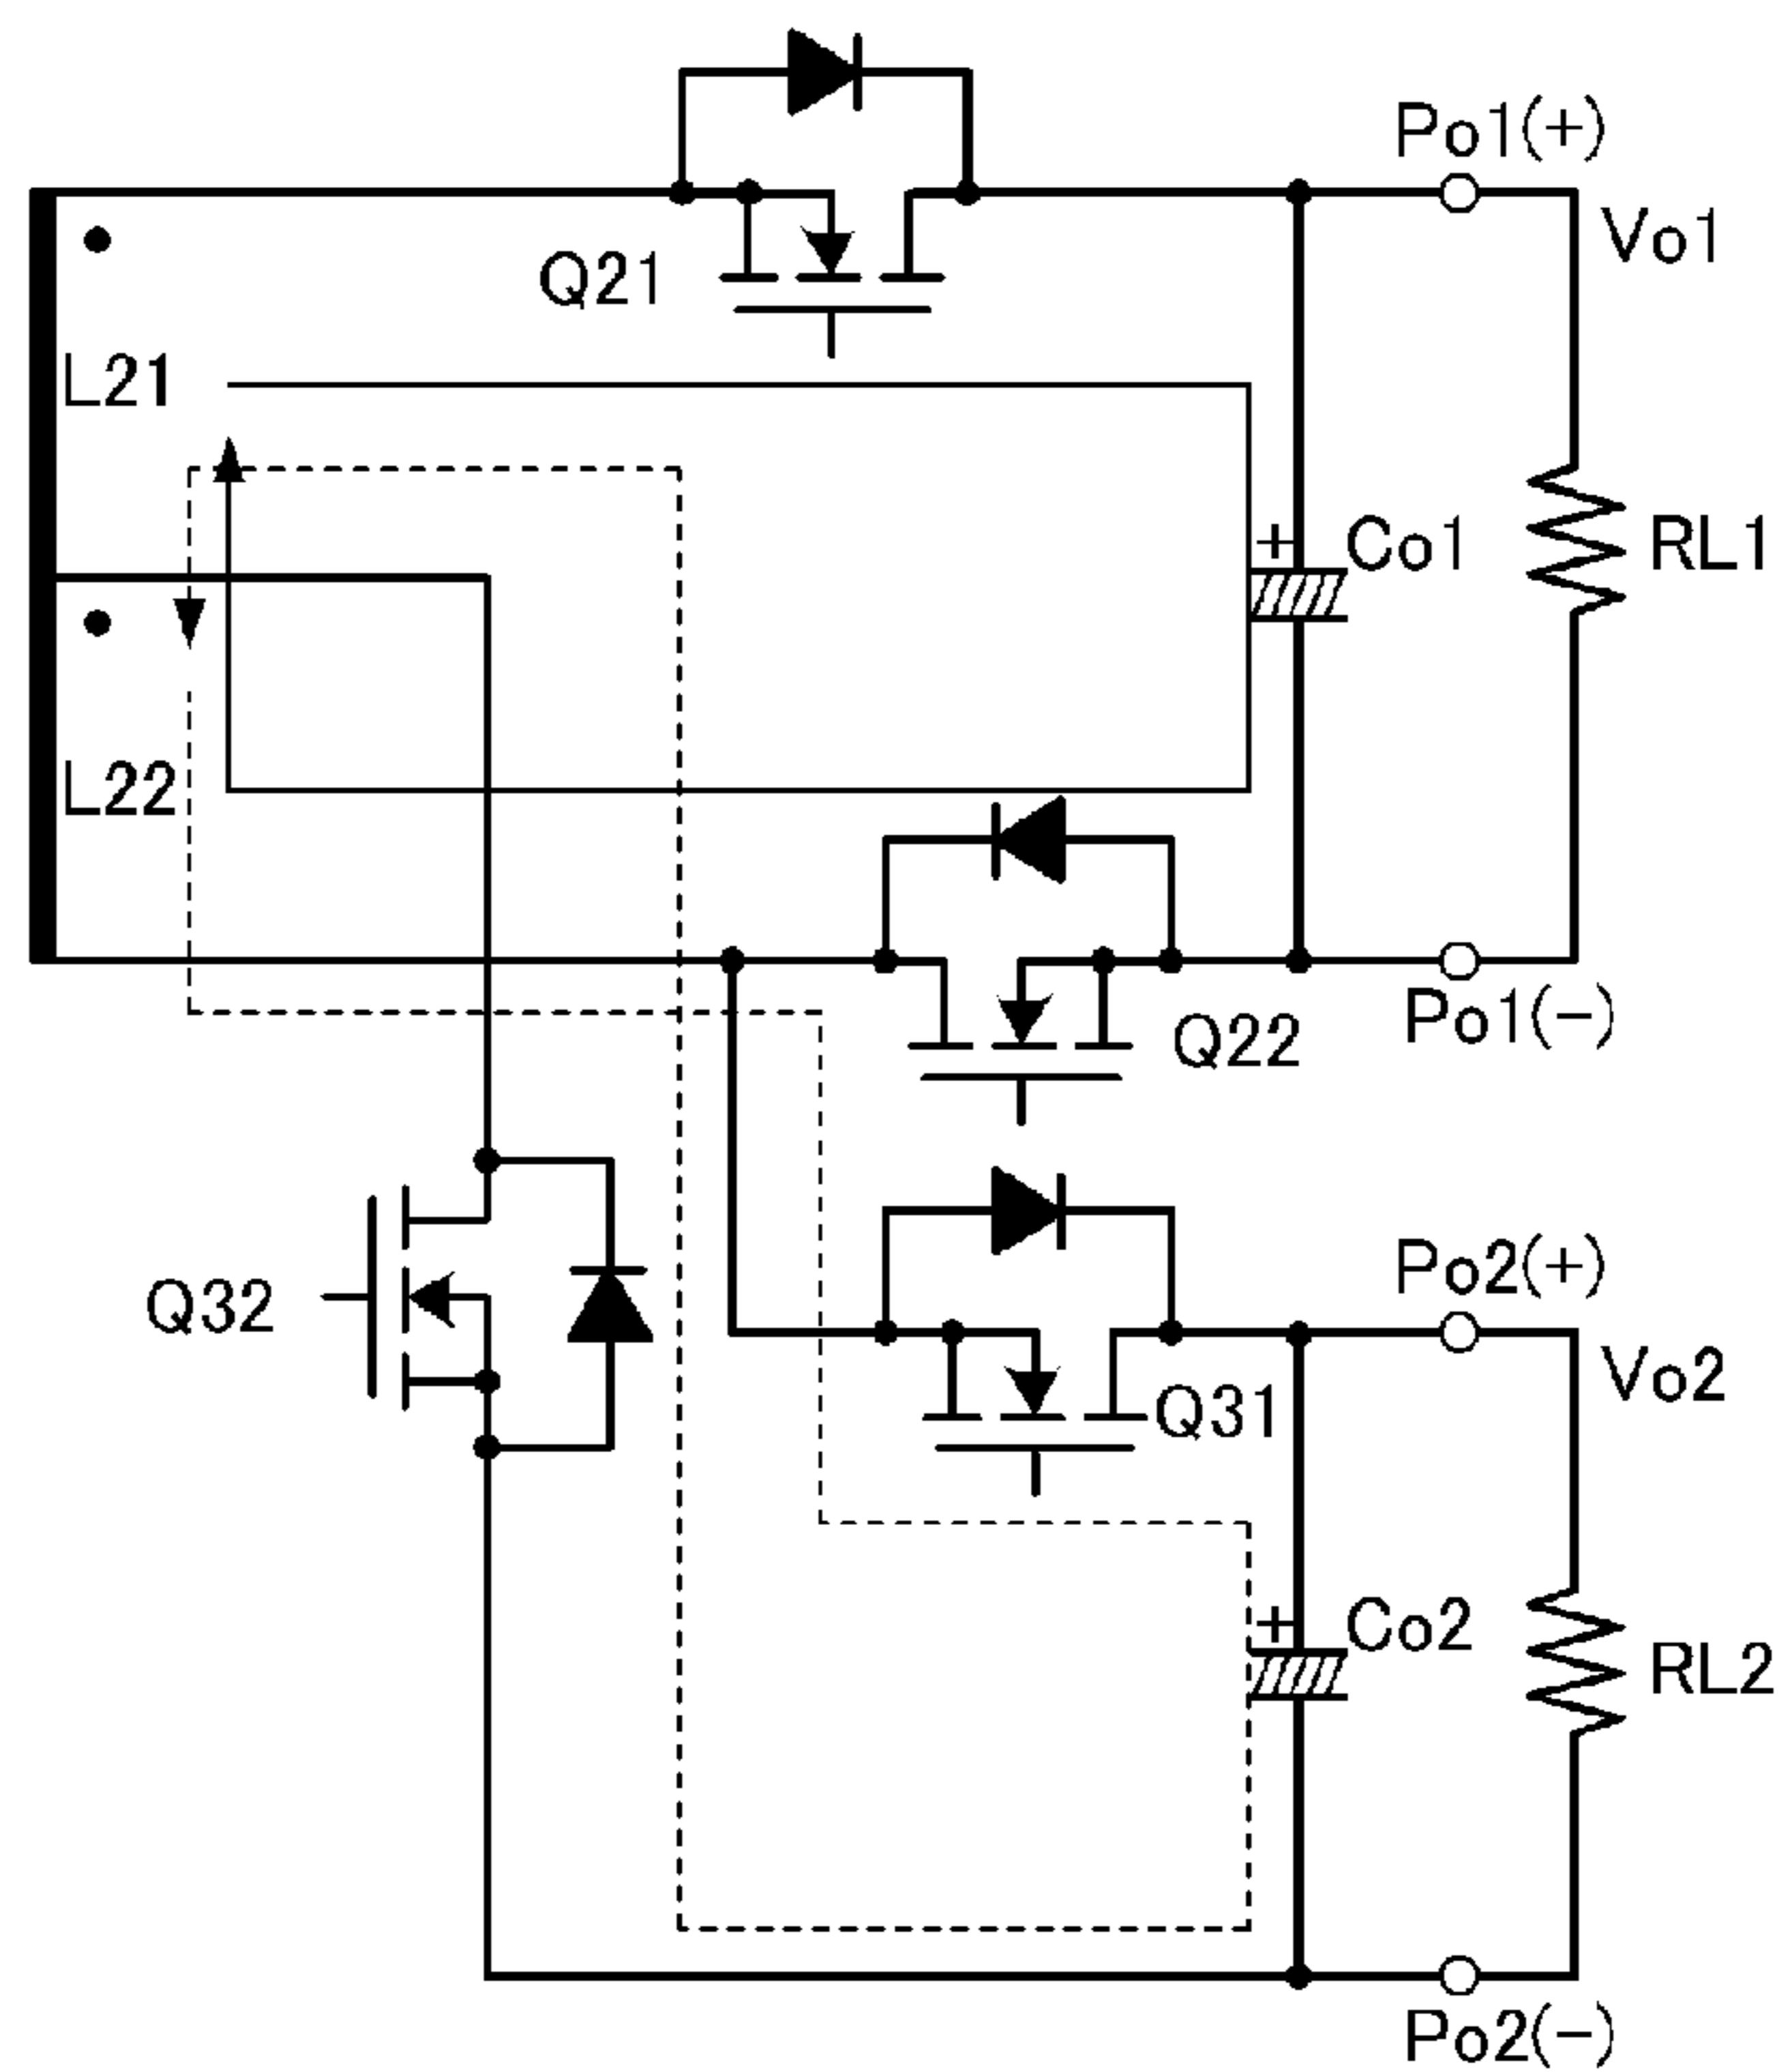 Po1(+)
Vo1
Q21
L21
+
Co1
RL1
L22
Po1(-)
Q22
Po2(+)
Q32
Vo2
Q31
+
Co2
RL2
Po2(-)